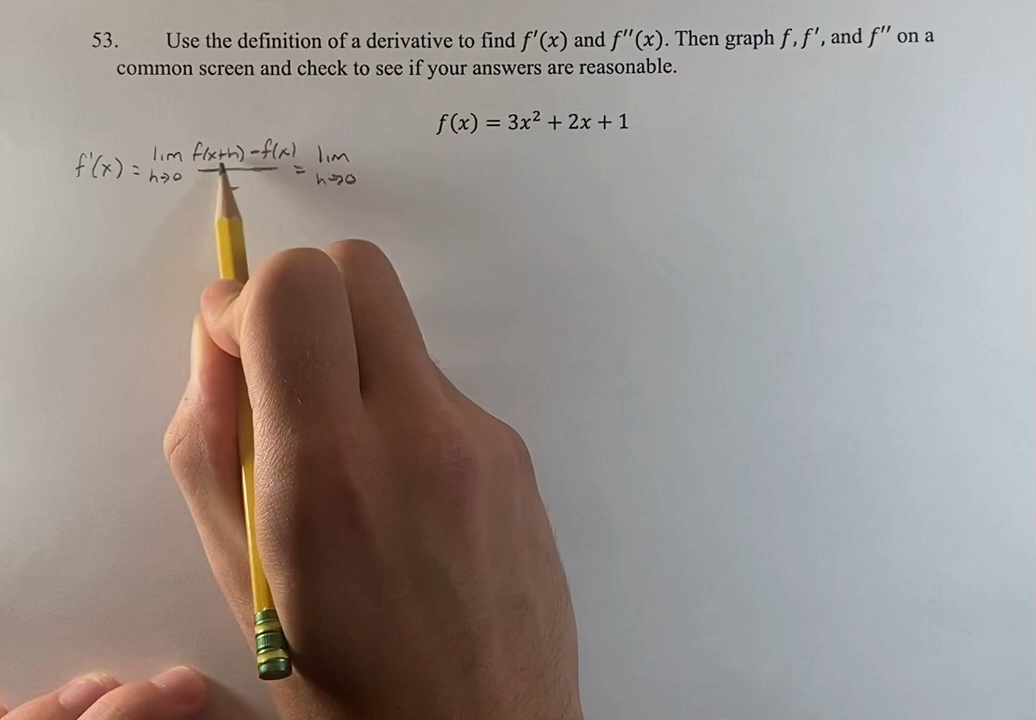 53. Use the definition of a derivative to find f′(x) and f′′(x). Then graph f, f′, and f′′ on a
common screen and check to see if your answers are reasonable.
f(x) = 3x² + 2x + 1
f'(x) = lim h→0 f(x+h) - f(x) = lim h→0